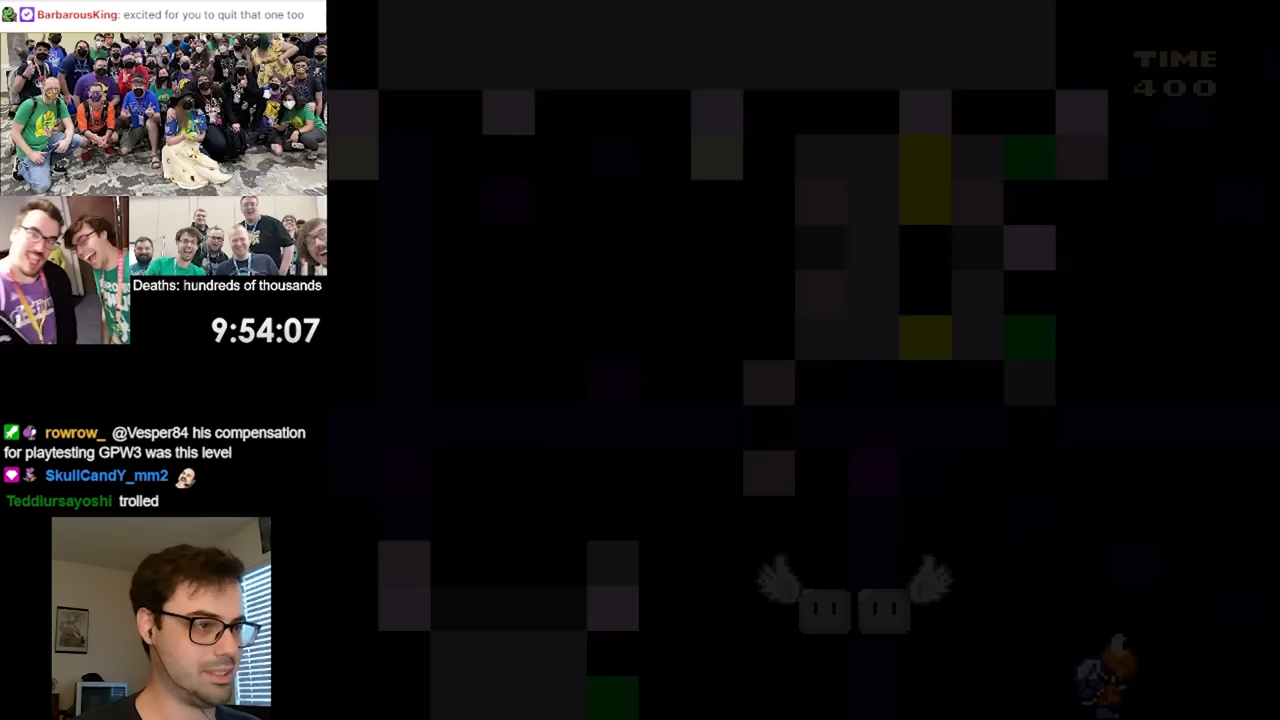 BarbarousKing: excited for you to quit that one too
TIME
400
Deaths: hundreds of thousands
9:54:07
rowrow_ @Vesper84 his compensation
for playtesting GPW3 was this level
SkullCandY_mm2
Teddiursayoshi trolled